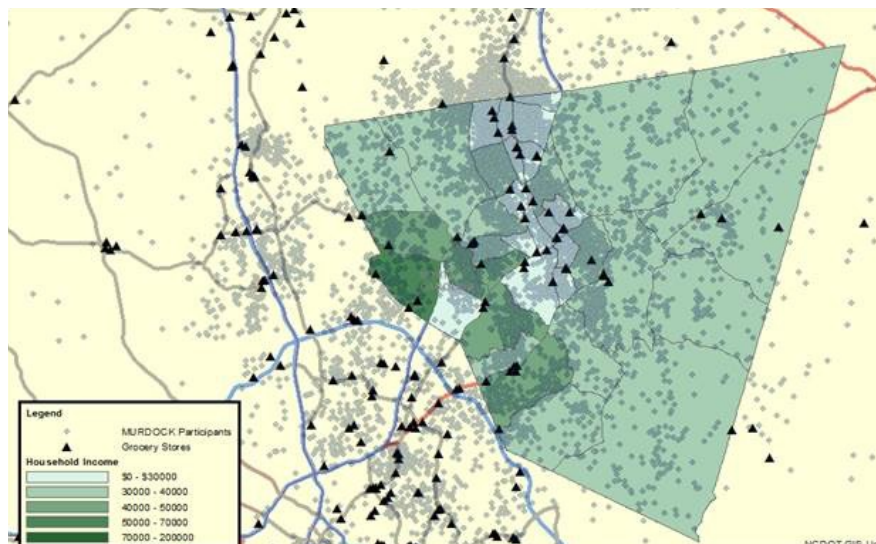 Legend
MURDOCK Participants
Grocery Stores
Household Income
$0 - $30000
30000 - 40000
40000 - 50000
50000 - 70000
70000 - 200000